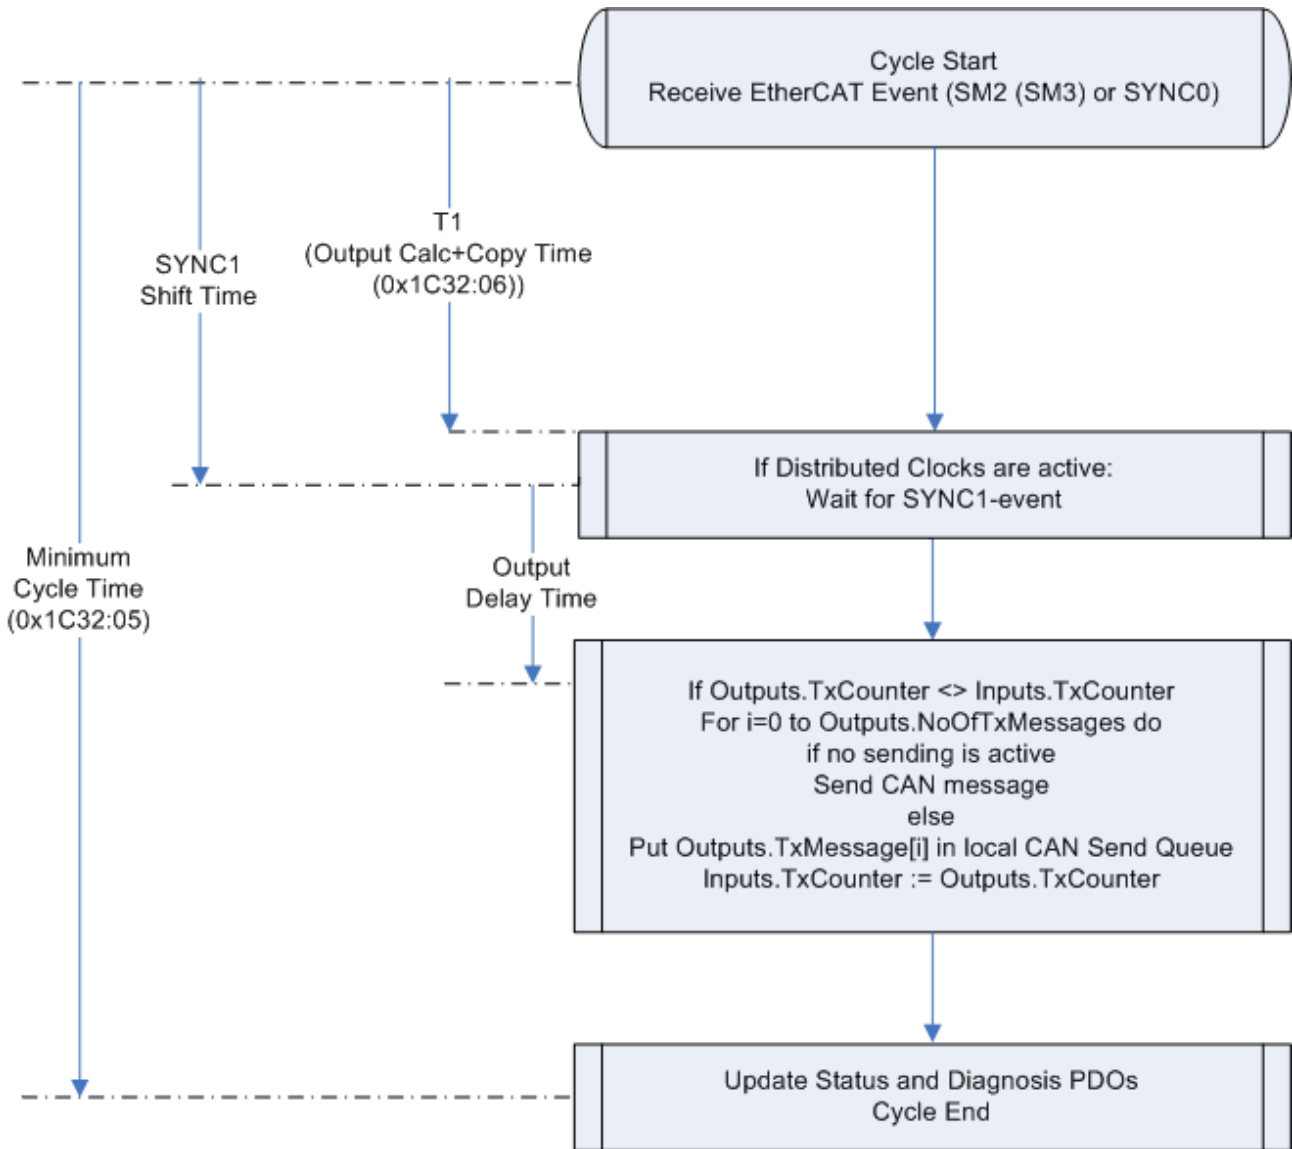 Cycle Start
Receive EtherCAT Event (SM2 (SM3) or SYNC0)
T1
(Output Calc+Copy Time
(0x1C32:06))
SYNC1
Shift Time
If Distributed Clocks are active:
Wait for SYNC1-event
Minimum
Cycle Time
(0x1C32:05)
Output
Delay Time
If Outputs.TxCounter <> Inputs.TxCounter
For i=0 to Outputs.NoOfTxMessages do
if no sending is active
Send CAN message
else
Put Outputs.TxMessage[i] in local CAN Send Queue
Inputs.TxCounter := Outputs.TxCounter
Update Status and Diagnosis PDOs
Cycle End